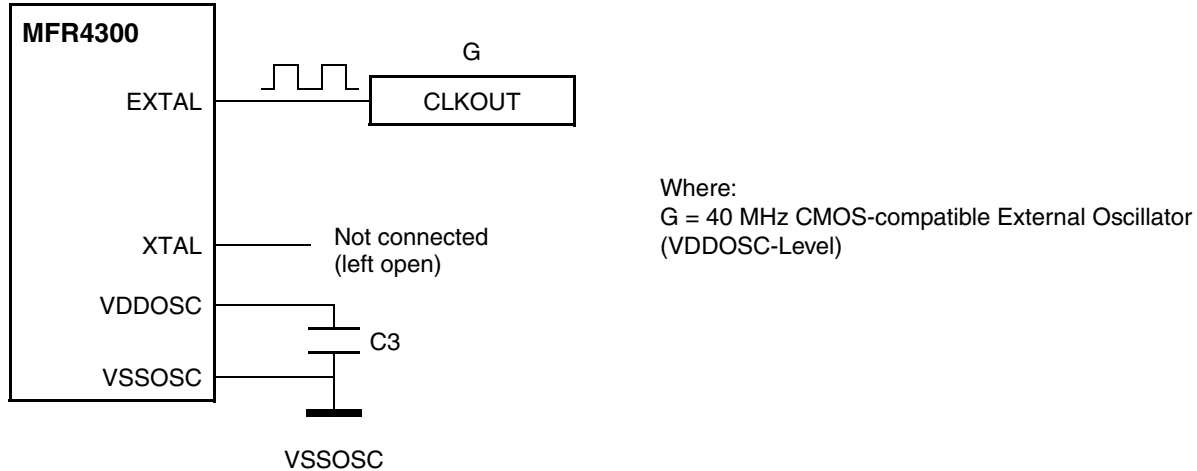 MFR4300
G
EXTAL
CLKOUT
Where:
G = 40 MHz CMOS-compatible External Oscillator
(VDDOSC-Level)
XTAL
Not connected
(left open)
VDDOSC
C3
VSSOSC
VSSOSC